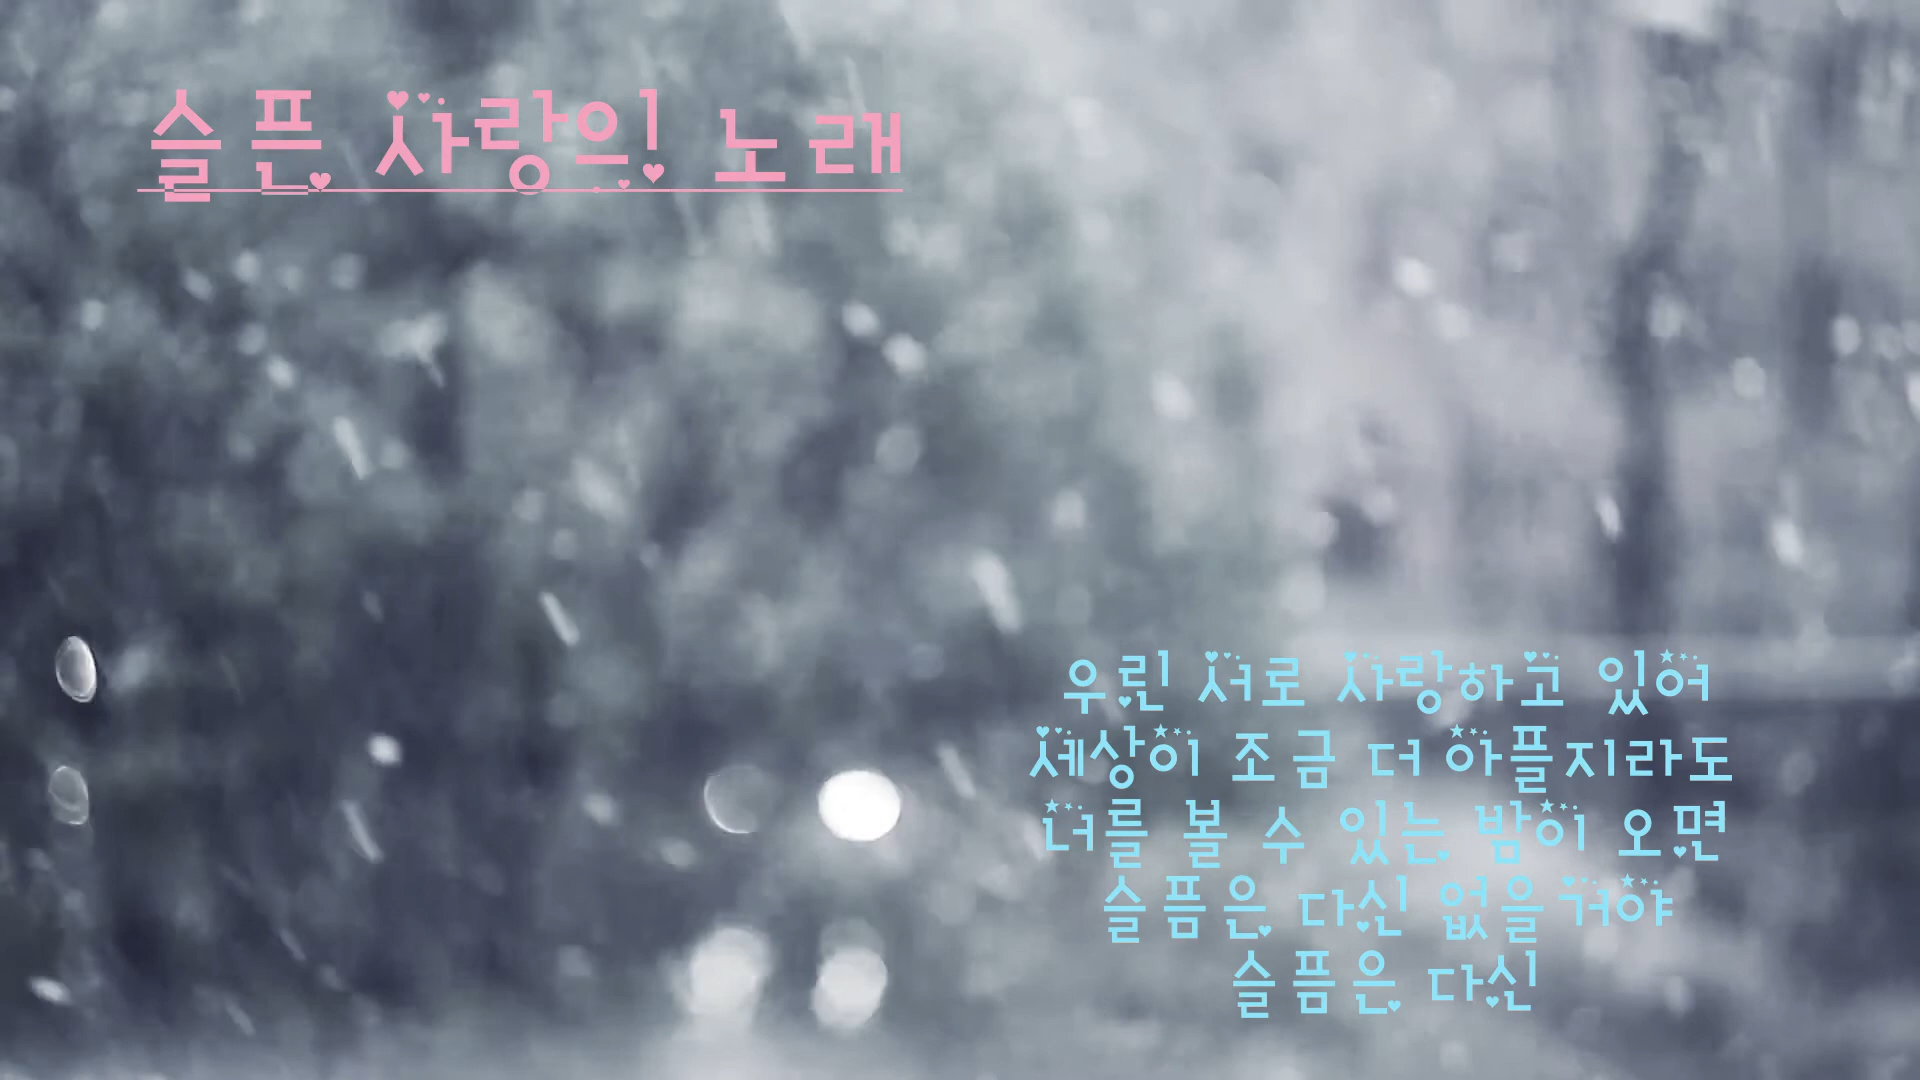 슬픈 사랑의 노래
우린 서로 사랑하고 있어
세상이 조금 더 아플지라도
너를 볼 수 있는 밤이 오면
슬픔은 다신 없을거야
슬픔은 다신